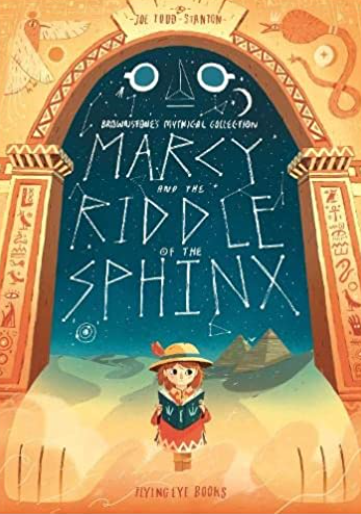 JOE TODD-STANTON
BROWNSTONE'S MYTHICAL COLLECTION
MARCY
AND THE
RIDDLE
OF THE
SPHINX
FLYING EYE BOOKS